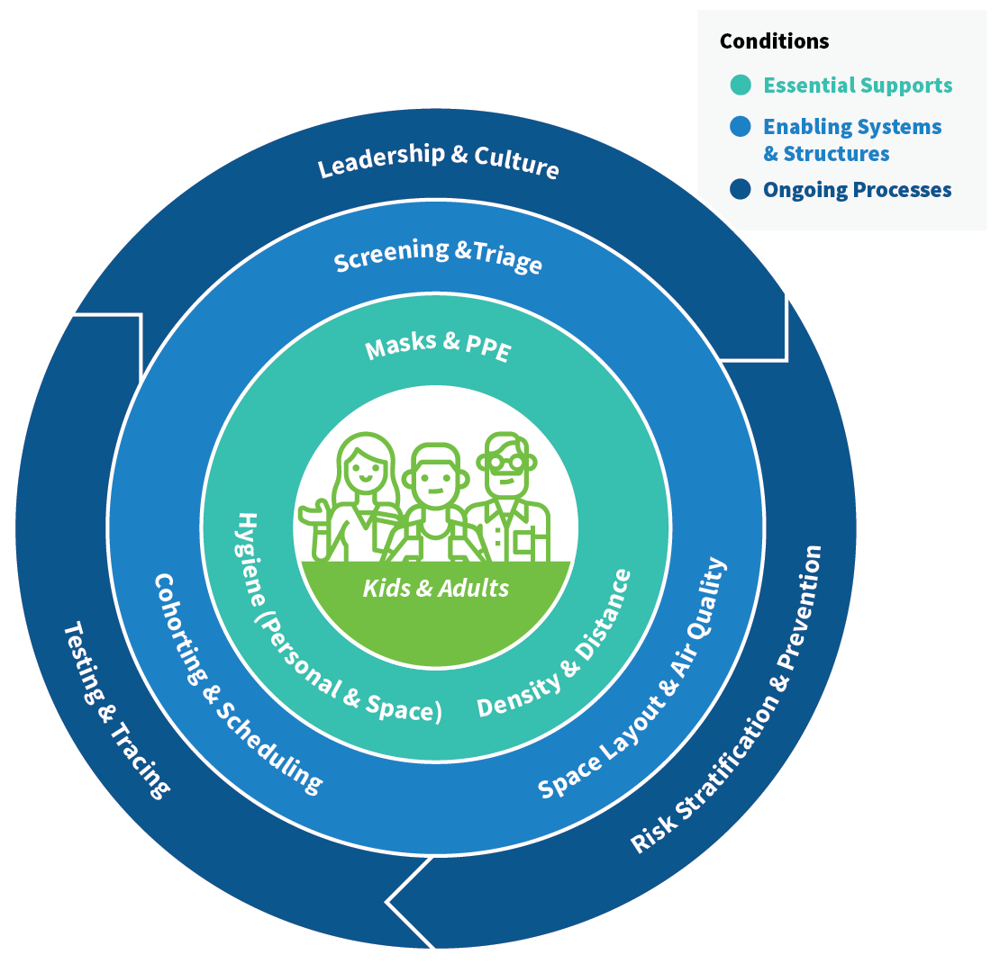 Conditions
Essential Supports
Enabling Systems
& Structures
Ongoing Processes
Leadership & Culture
Screening &Triage
Masks & PPE
Kids & Adults
Hygiene (Personal & Space)
Density & Distance
Cohorting & Scheduling
Space Layout & Air Quality
Testing & Tracing
Risk Stratification & Prevention